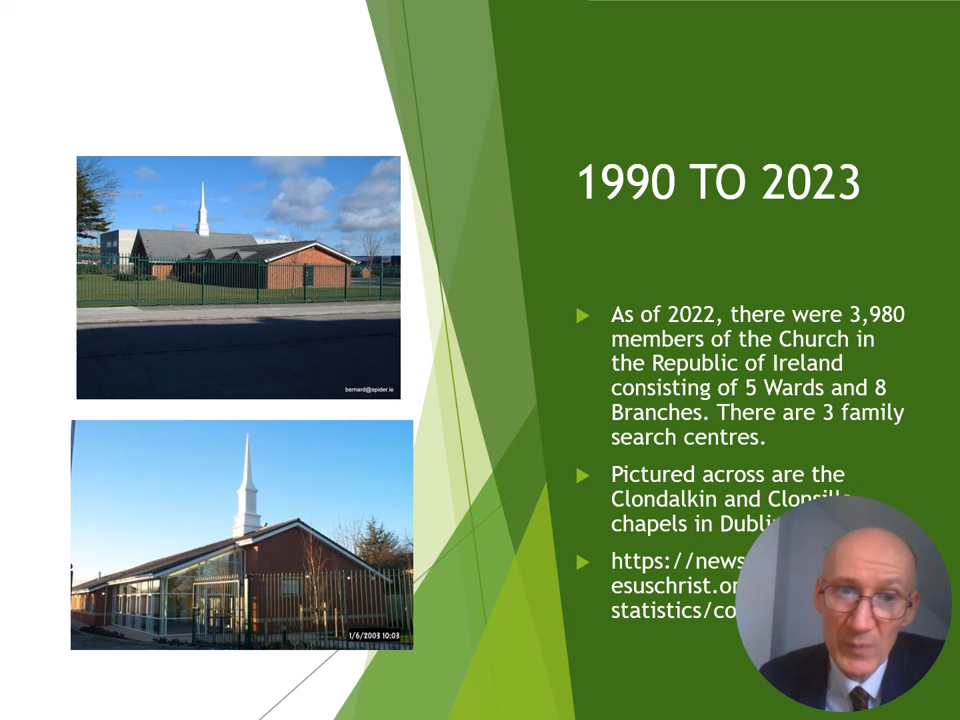 1990 TO 2023
As of 2022, there were 3,980
members of the Church in
the Republic of Ireland
consisting of 5 Wards and 8
Branches. There are 3 family
search centres.
Pictured across are the
Clondalkin and Clonsilla
chapels in
https://news
esuschrist.or
statistics/co
bernard@spider.ie
1/6/2003 10:03